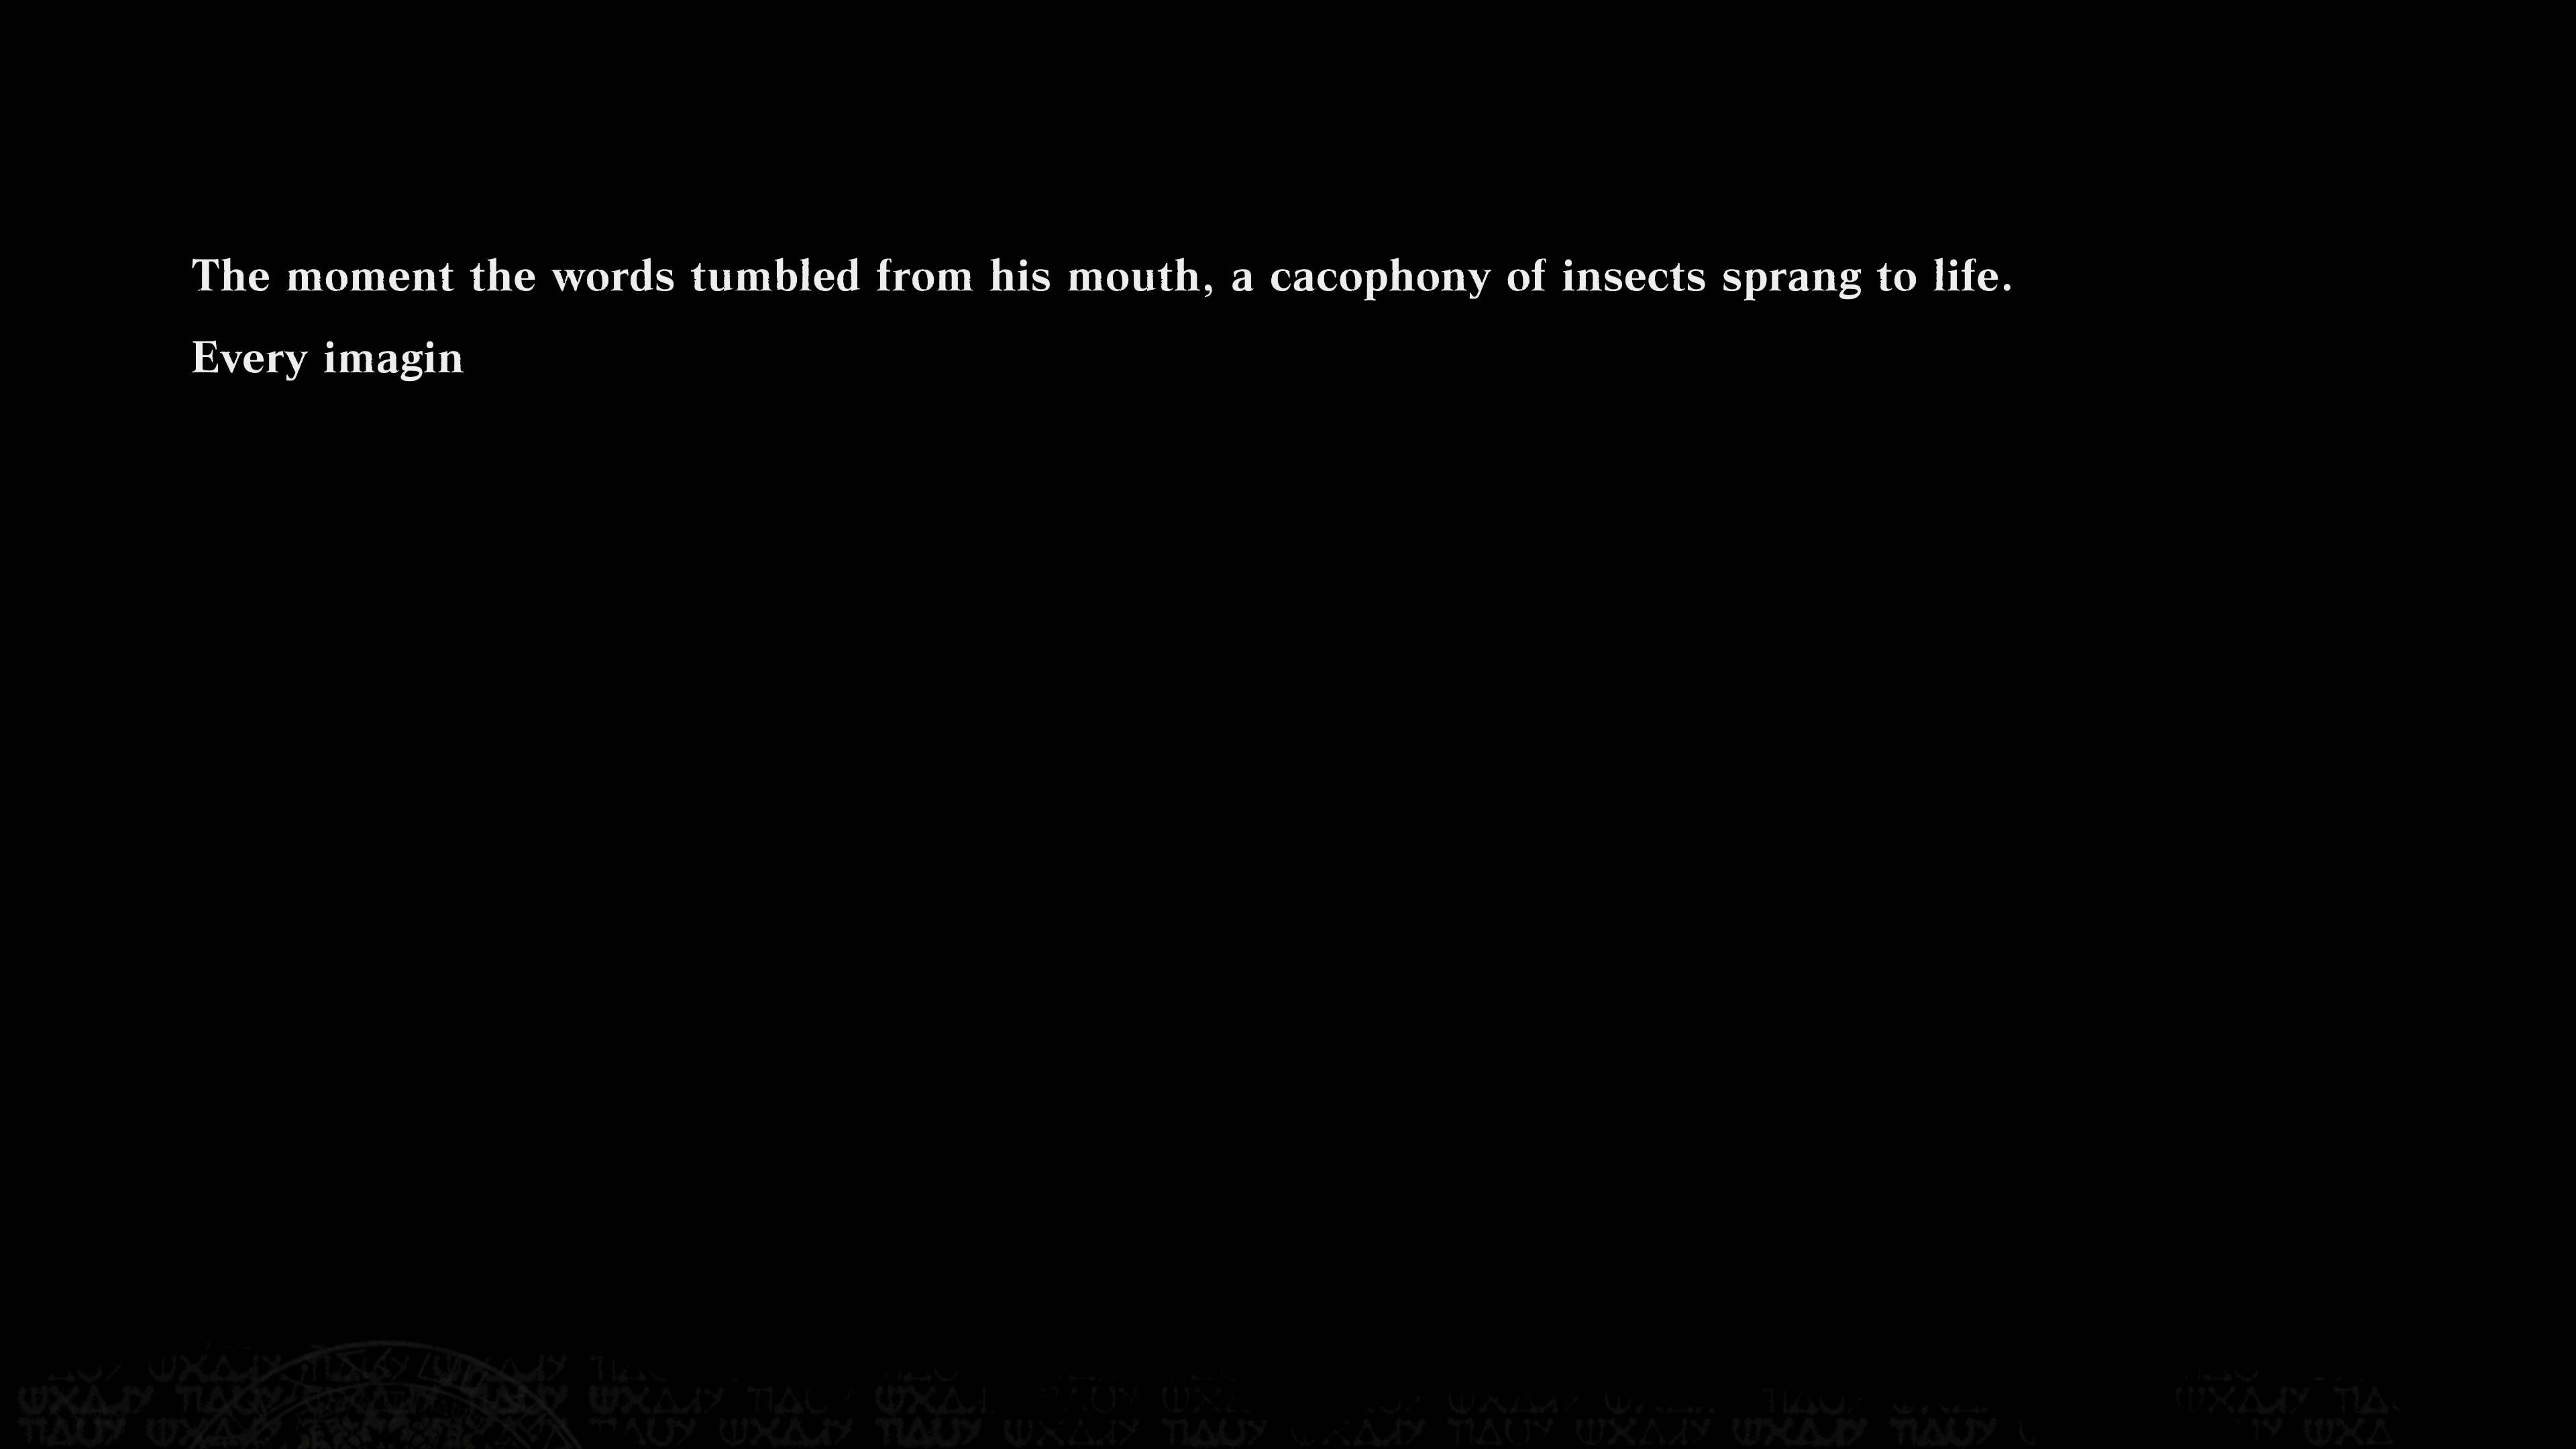 The moment the words tumbled from his mouth, a cacophony of insects sprang to life.
Every imagin